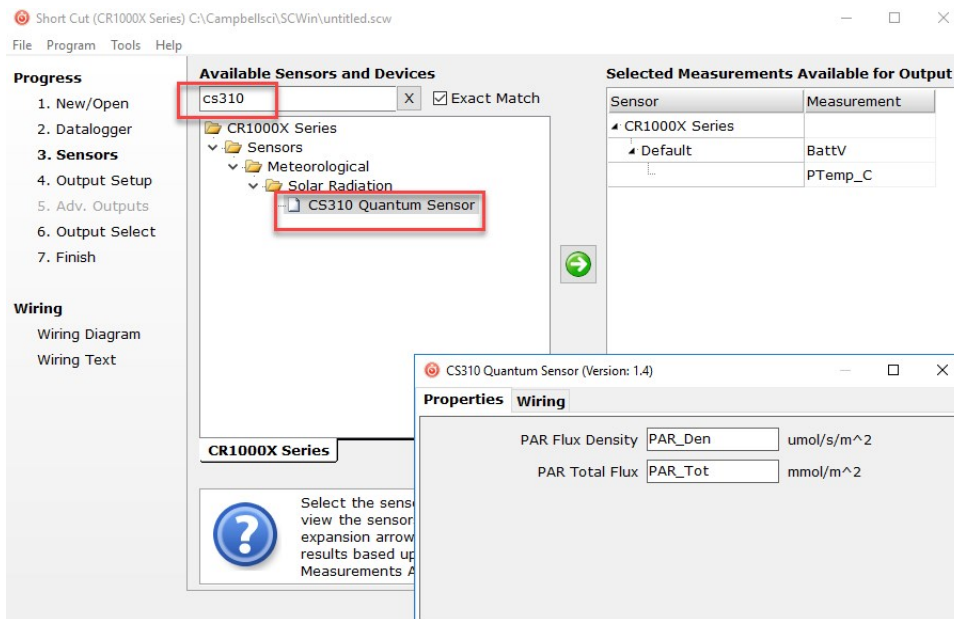 Short Cut (CR1000X Series) C:\Campbellsci\SCWin\untitled.scw
File Program Tools Help
Progress
1. New/Open
2. Datalogger
3. Sensors
4. Output Setup
5. Adv. Outputs
6. Output Select
7. Finish
Wiring
Wiring Diagram
Wiring Text
Available Sensors and Devices
cs310 X Exact Match
CR1000X Series
Sensors
Meteorological
Solar Radiation
CS310 Quantum Sensor
CR1000X Series
Selected Measurements Available for Output
Sensor Measurement
CR1000X Series
Default BattV
PTemp_C
Select the sens
view the sensor
expansion arrow
results based up
Measurements A
CS310 Quantum Sensor (Version: 1.4)
Properties Wiring
PAR Flux Density PAR_Den umol/s/m^2
PAR Total Flux PAR_Tot mmol/m^2